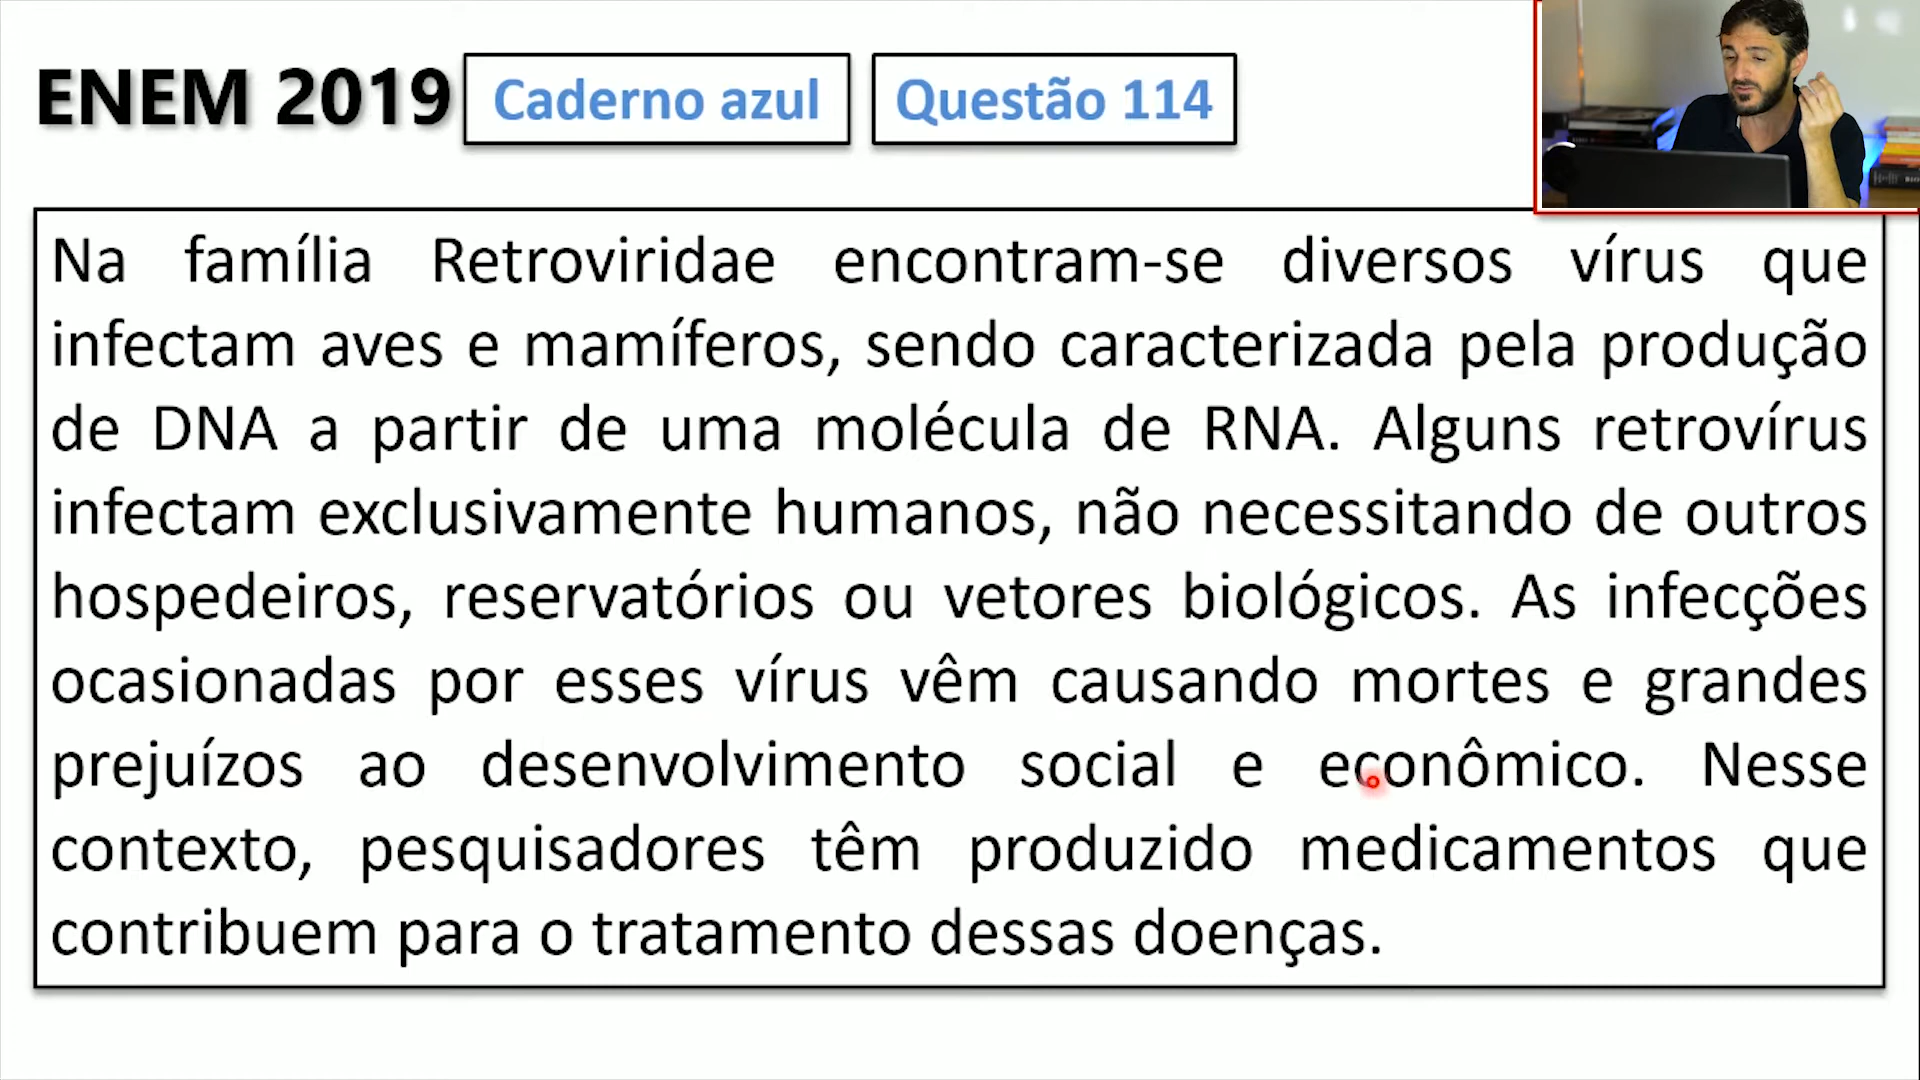 ENEM 2019 Caderno azul Questão 114
Na família Retroviridae encontram-se diversos vírus que
infectam aves e mamíferos, sendo caracterizada pela produção
de DNA a partir de uma molécula de RNA. Alguns retrovírus
infectam exclusivamente humanos, não necessitando de outros
hospedeiros, reservatórios ou vetores biológicos. As infecções
ocasionadas por esses vírus vêm causando mortes e grandes
prejuízos ao desenvolvimento social e econômico. Nesse
contexto, pesquisadores têm produzido medicamentos que
contribuem para o tratamento dessas doenças.